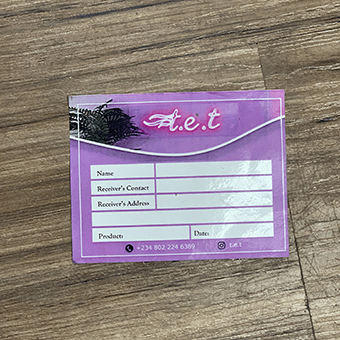 t.e.t
Name
Receiver's Contact
Receiver's Address
Product: Date:
+234 802 224 6389 t.e.t